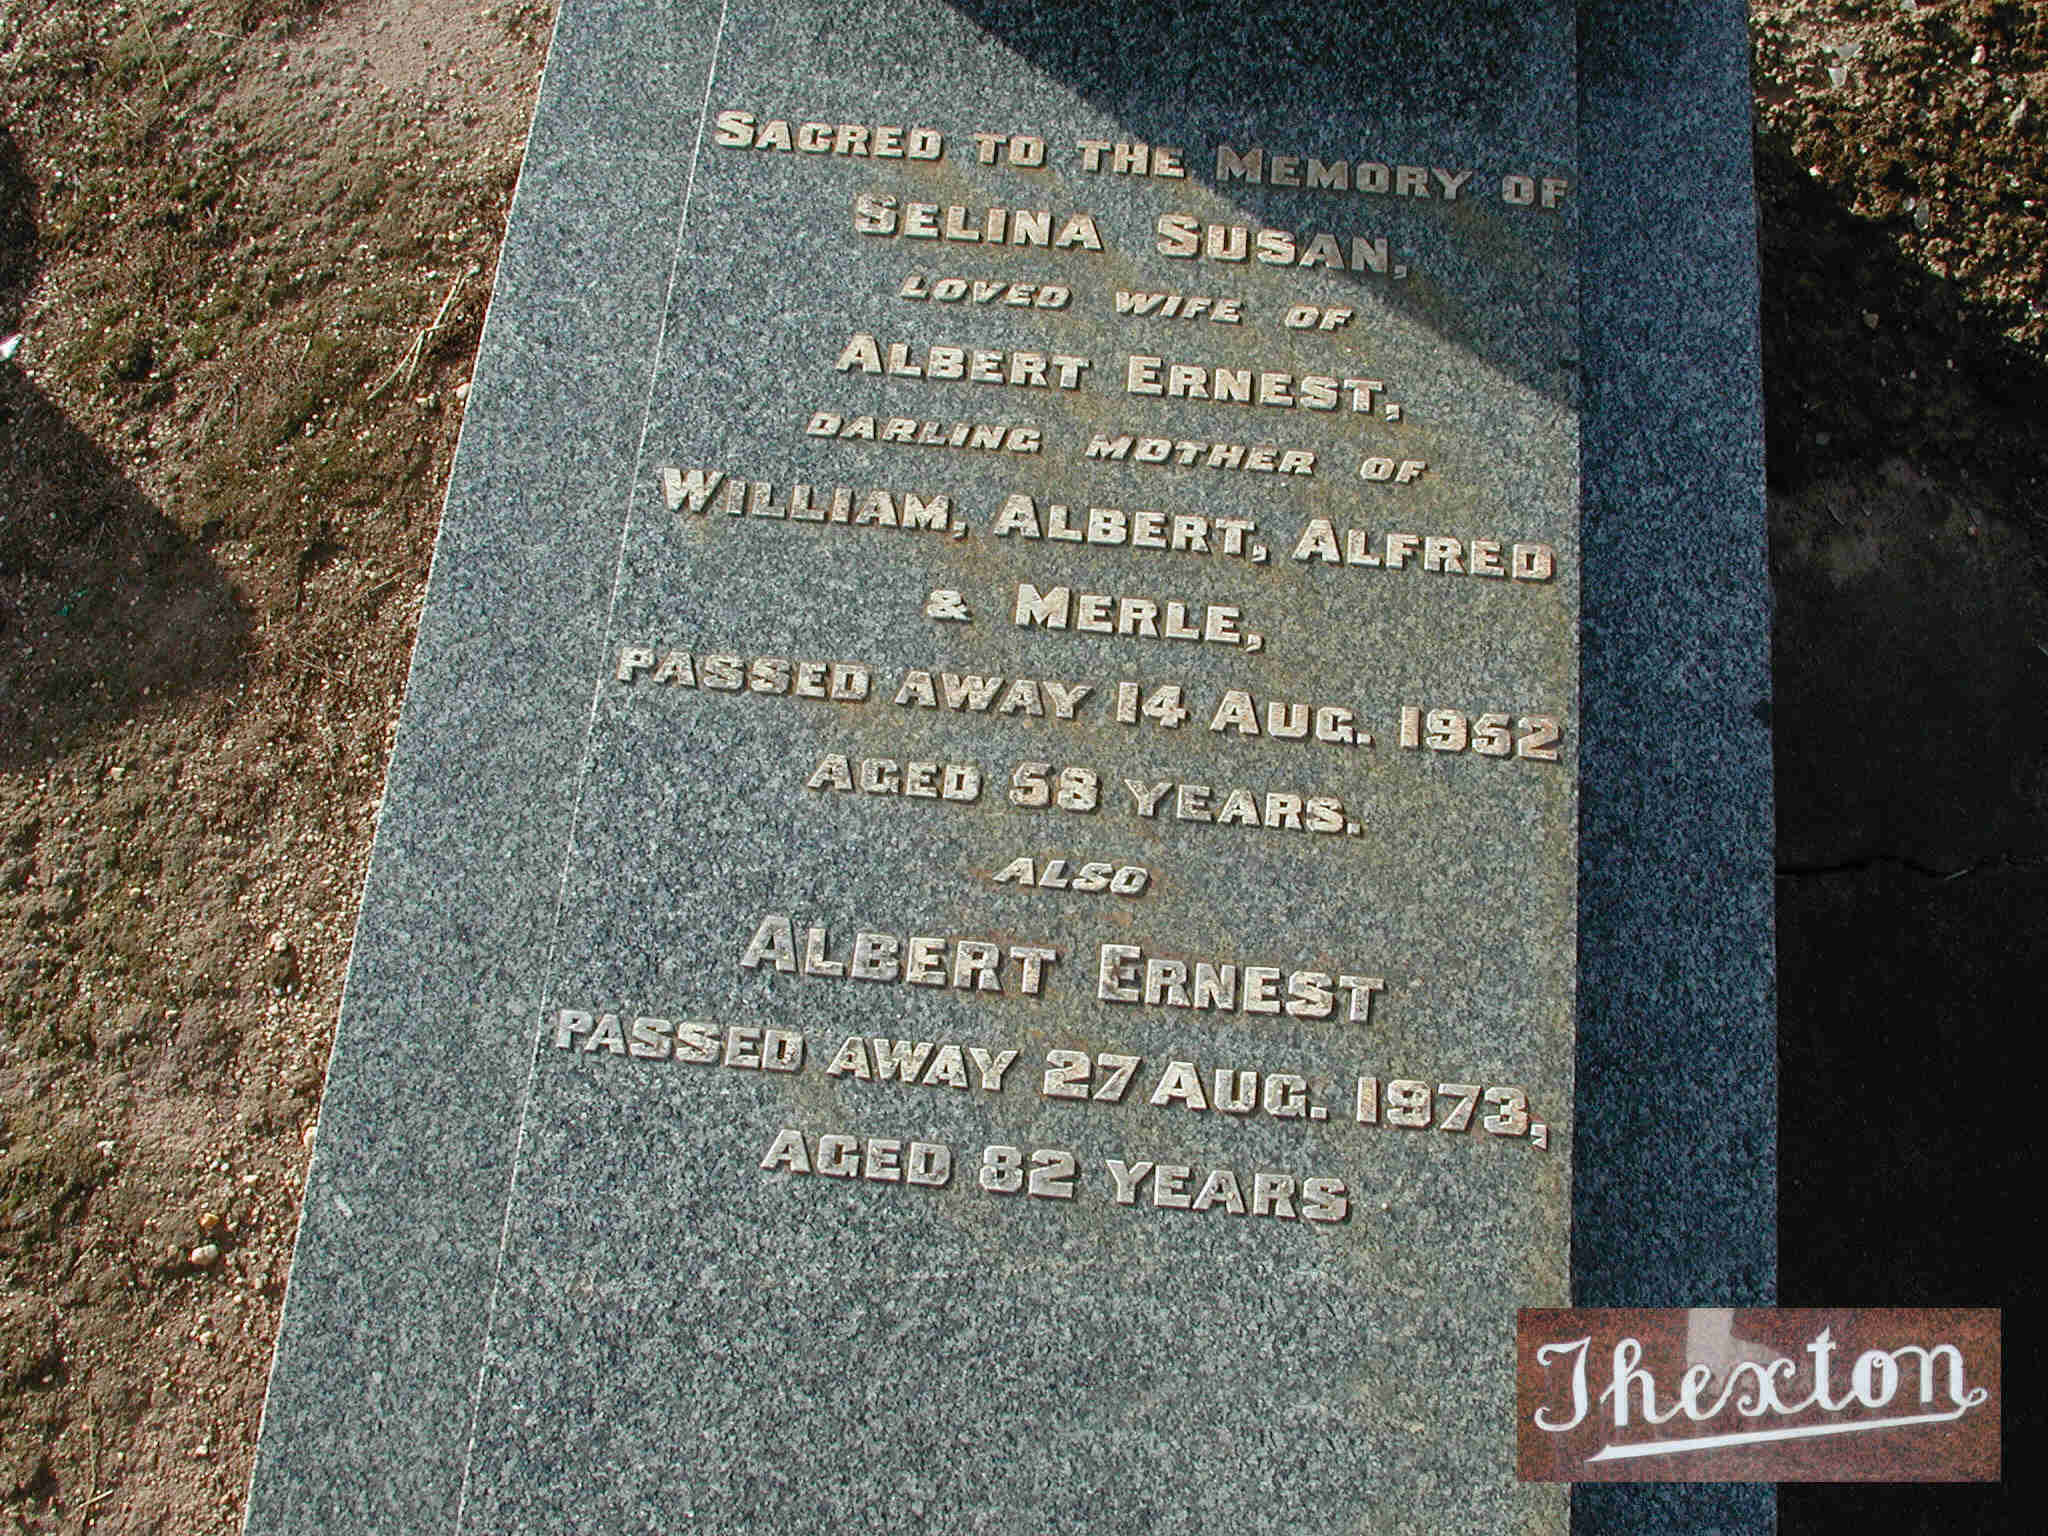 SACRED TO THE MEMORY OF
SELINA SUSAN,
LOVED WIFE OF
ALBERT ERNEST,
DARLING MOTHER OF
WILLIAM, ALBERT, ALFRED
& MERLE,
PASSED AWAY 14 AUG. 1952
AGED 58 YEARS.
ALSO
ALBERT ERNEST
PASSED AWAY 27 AUG. 1973,
AGED 82 YEARS
Thexton